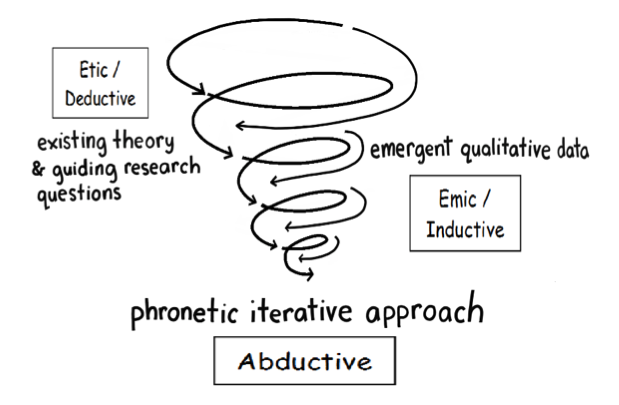 Etic /
Deductive
existing theory
& guiding research
questions
emergent qualitative data
Emic /
Inductive
phronetic iterative approach
Abductive